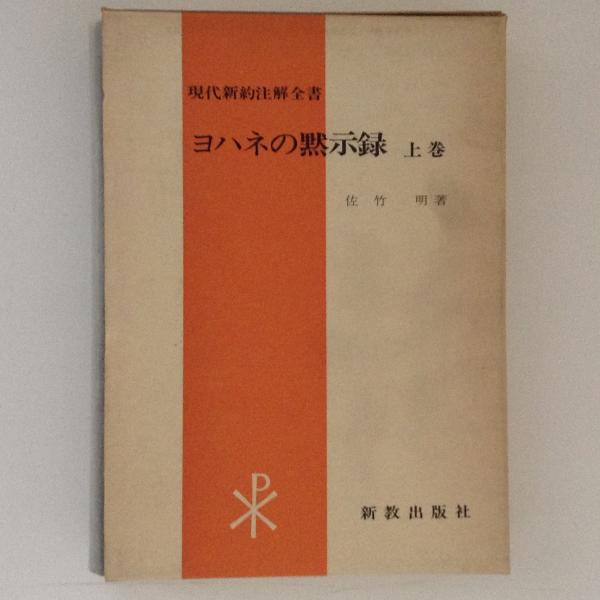 現代新約注解全書
ヨハネの黙示録 上巻
佐竹 明著
新教出版社